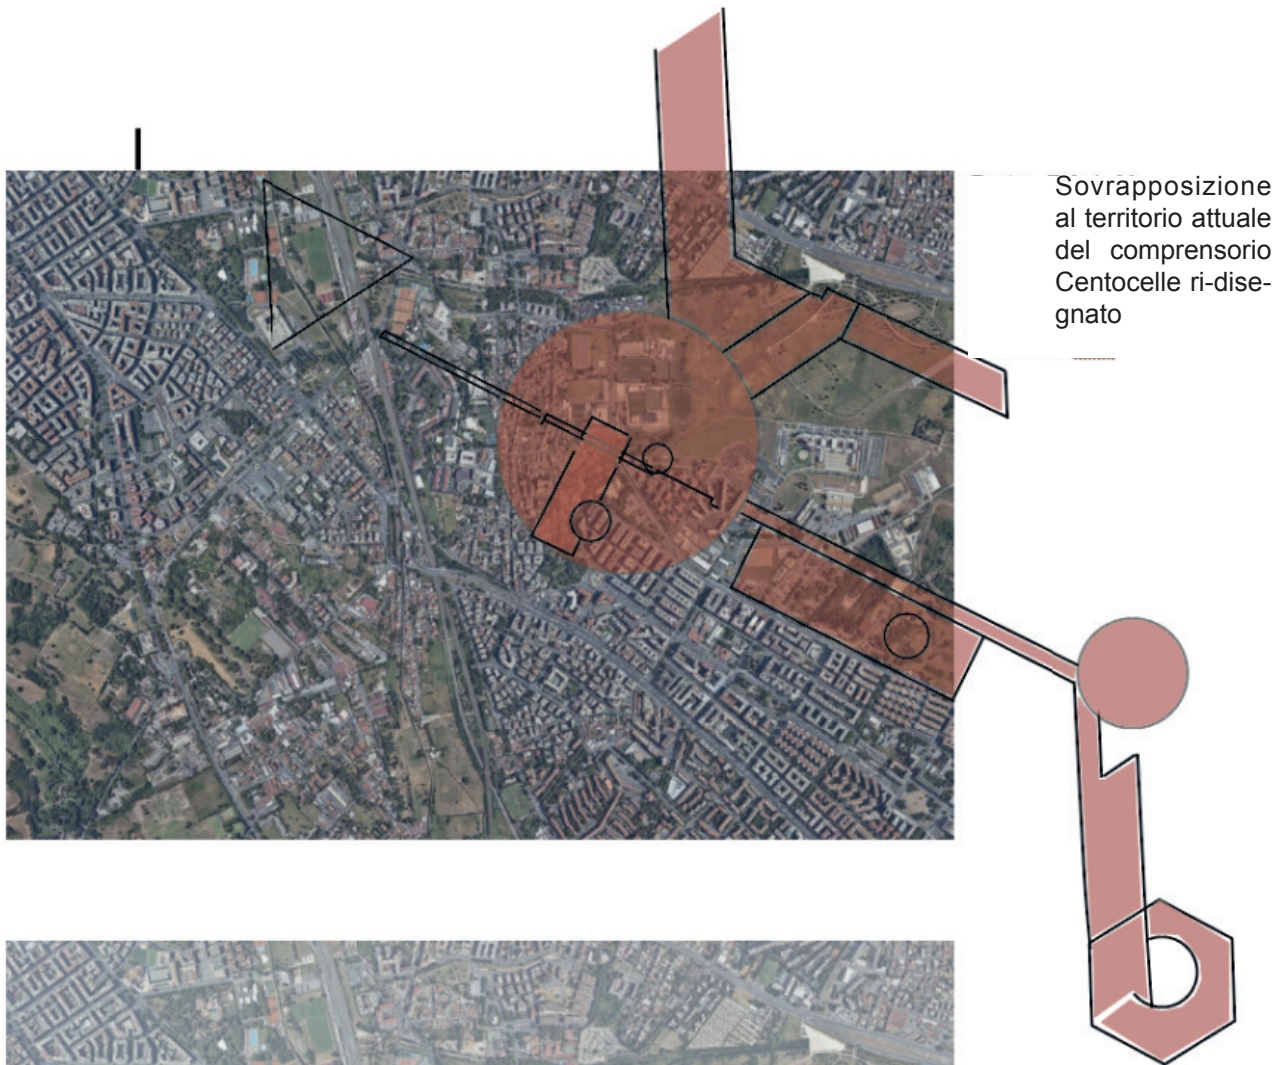 Sovrapposizione
al territorio attuale
del comprensorio
Centocelle ri-dise-
gnato